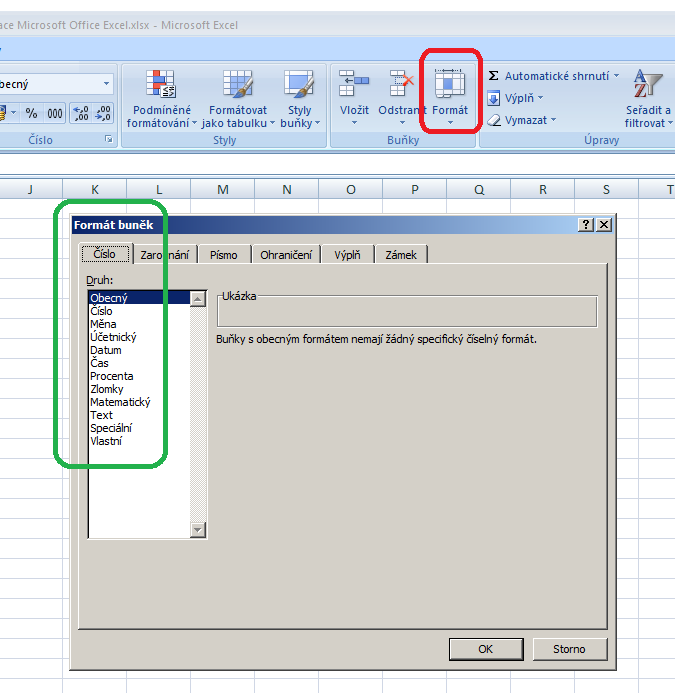 ace Microsoft Office Excel.xlsx - Microsoft Excel
becný
% 000 ,00
,0
,00
Podmíněné formátování
Formátovat jako tabulku
Styly buňky
Vložit
Odstranit
Formát
Σ Automatické shrnutí
Výplň
Vymazat
Seřadit a filtrovat
Číslo
Styly
Buňky
Úpravy
J K L M N O P Q R S T
Formát buněk
Číslo Zarovnání Písmo Ohraničení Výplň Zámek
Druh:
Obecný
Číslo
Měna
Účetnický
Datum
Čas
Procenta
Zlomky
Matematický
Text
Speciální
Vlastní
Ukázka
Buňky s obecným formátem nemají žádný specifický číselný formát.
OK
Storno